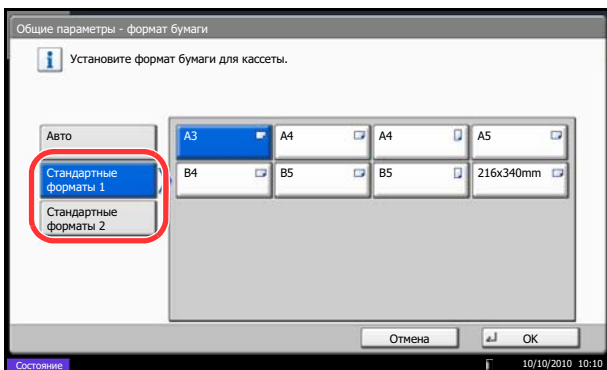 Общие параметры - формат бумаги
Установите формат бумаги для кассеты.
Авто
A3
A4
A4
A5
Стандартные
форматы 1
B4
B5
B5
216x340mm
Стандартные
форматы 2
Отмена
OK
Состояние
10/10/2010 10:10